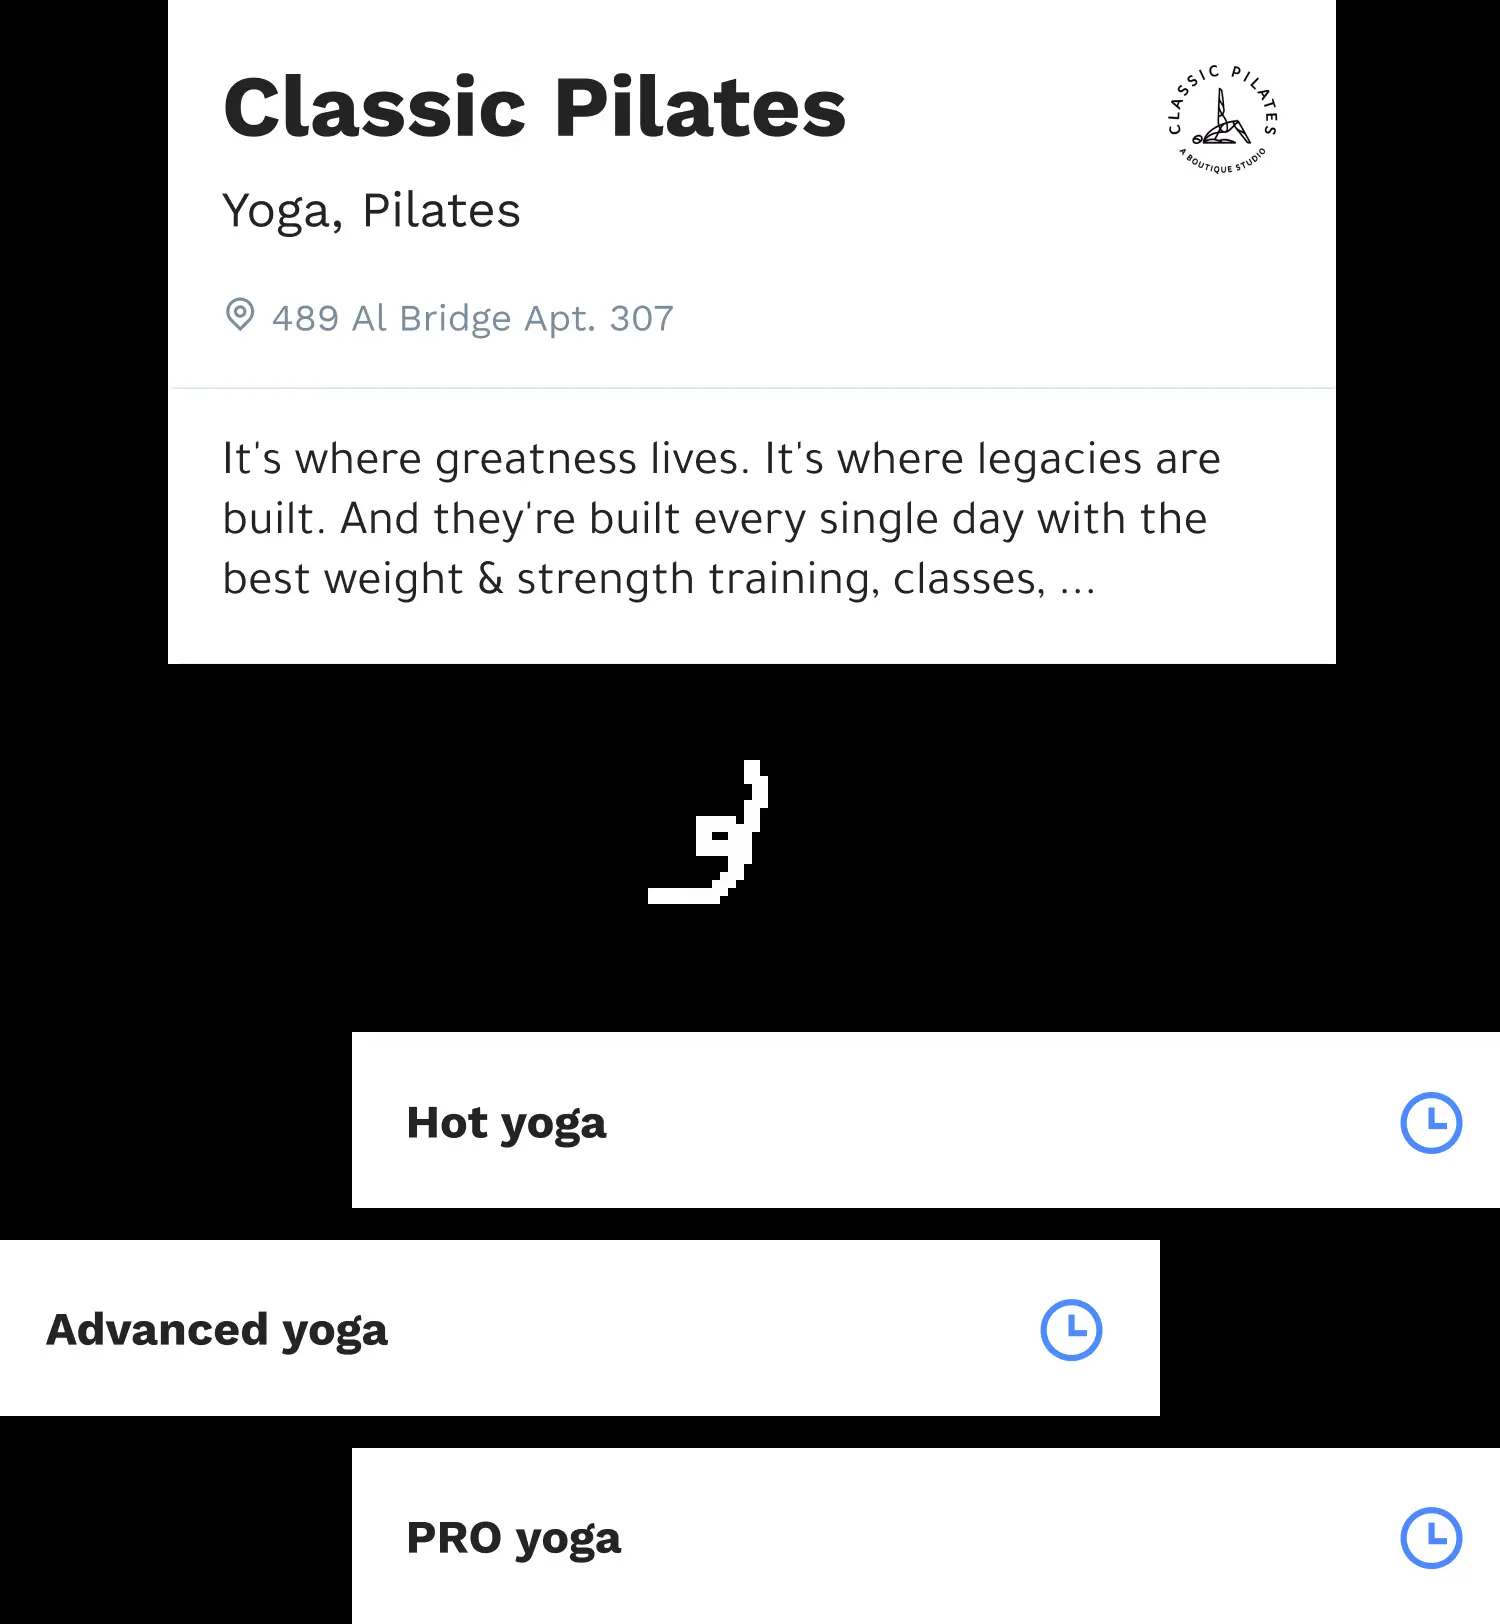 Classic Pilates
CLASSIC PILATES
A BOUTIQUE STUDIO
Yoga, Pilates
489 Al Bridge Apt. 307
It's where greatness lives. It's where legacies are
built. And they're built every single day with the
best weight & strength training, classes, ...
Hot yoga
Advanced yoga
PRO yoga